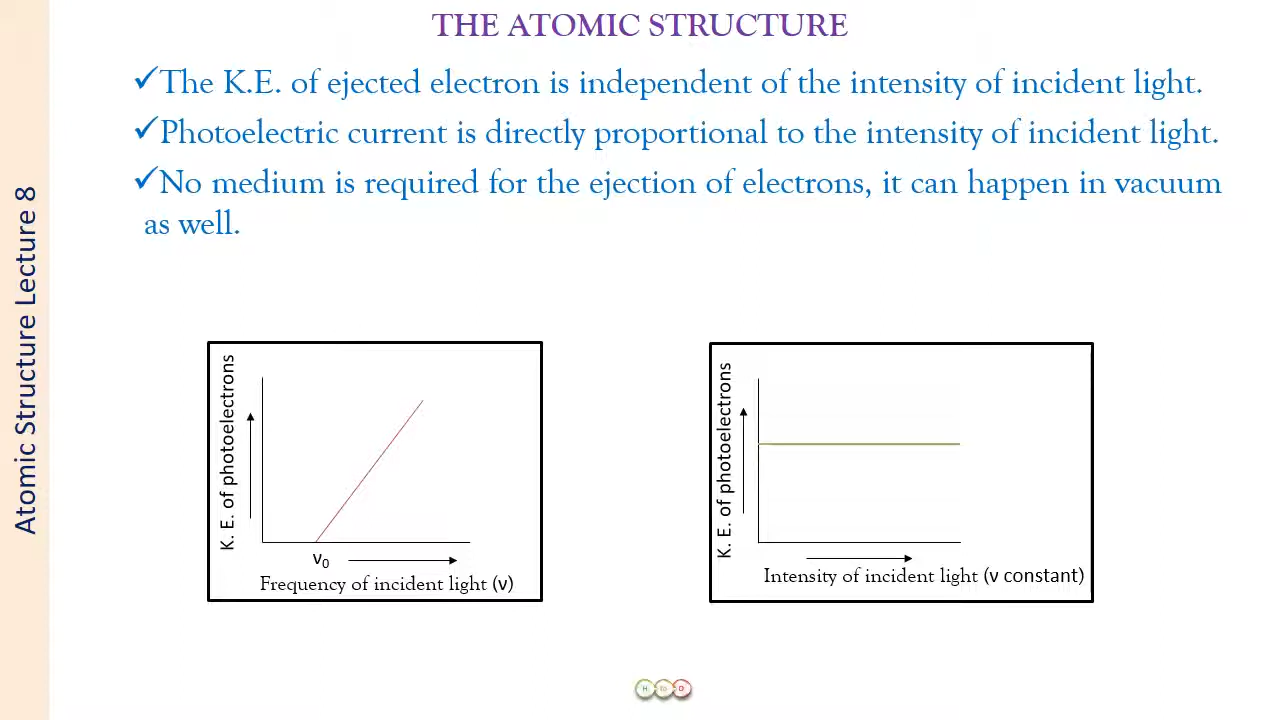 THE ATOMIC STRUCTURE
✓The K.E. of ejected electron is independent of the intensity of incident light.
✓Photoelectric current is directly proportional to the intensity of incident light.
✓No medium is required for the ejection of electrons, it can happen in vacuum
as well.
Atomic Structure Lecture 8
K. E. of photoelectrons
ν₀
Frequency of incident light (ν)
K. E. of photoelectrons
Intensity of incident light (ν constant)
H to D